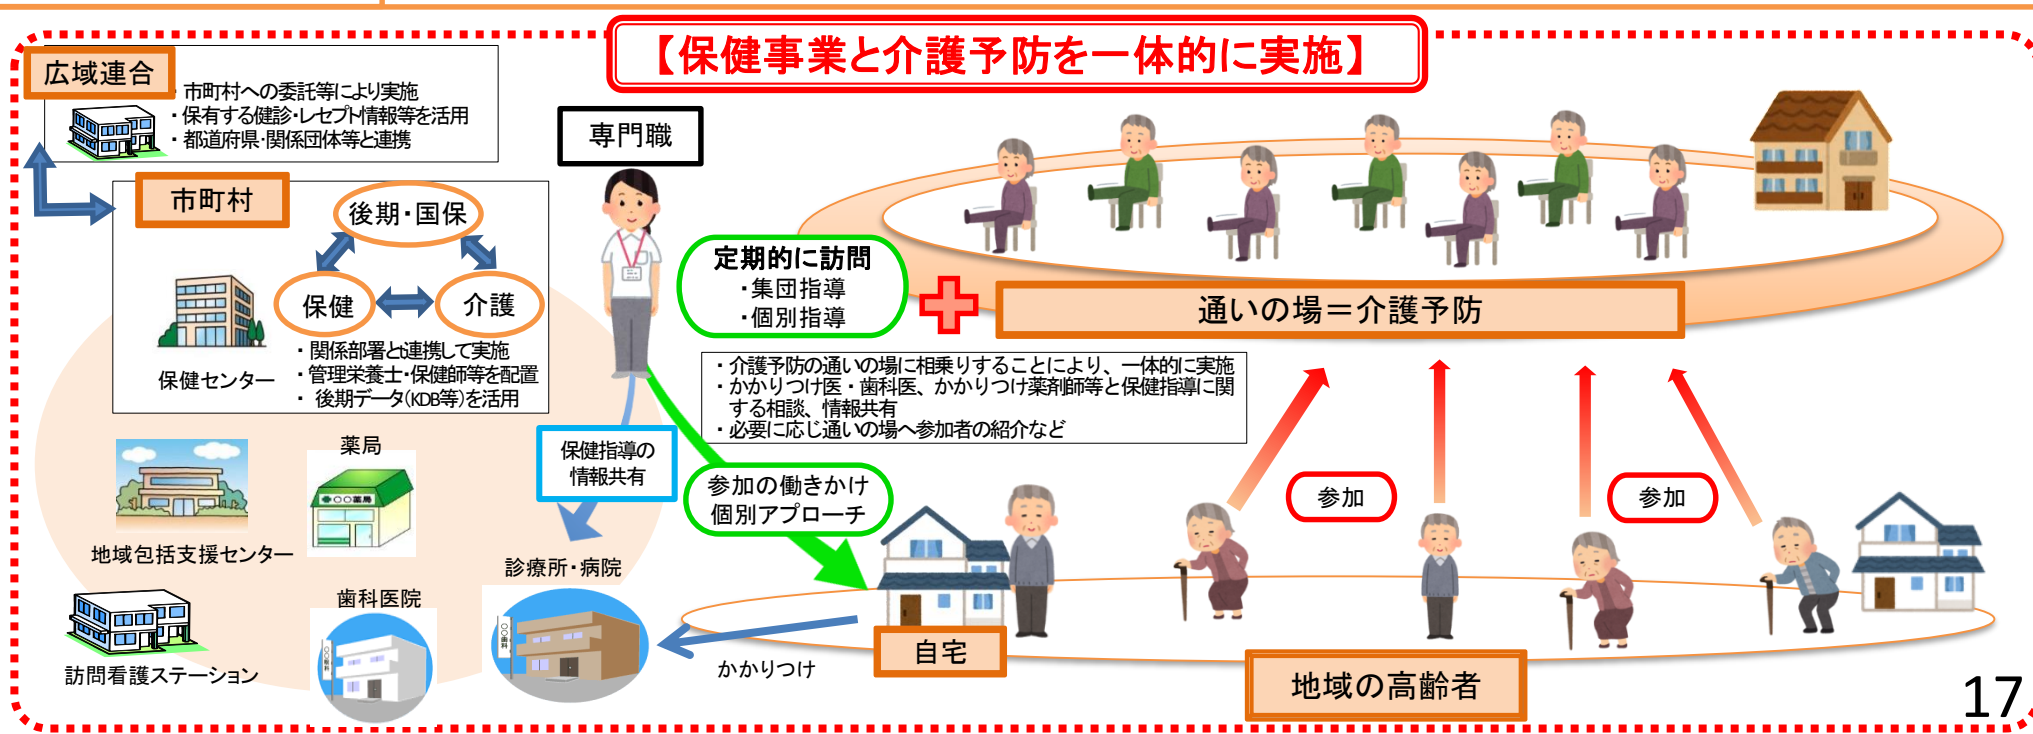 【保健事業と介護予防を一体的に実施】
広域連合
・ 市町村への委託等により実施
・保有する健診・レセプト情報等を活用
・都道府県・関係団体等と連携
専門職
市町村
後期・国保
保健
介護
保健センター
・関係部署と連携して実施
・管理栄養士・保健師等を配置
・ 後期データ(KDB等)を活用
定期的に訪問
・集団指導
・個別指導
通いの場＝介護予防
・介護予防の通いの場に相乗りすることにより、一体的に実施
・かかりつけ医・歯科医、かかりつけ薬剤師等と保健指導に関
する相談、情報共有
・必要に応じ通いの場へ参加者の紹介など
保健指導の
情報共有
参加の働きかけ
個別アプローチ
参加
参加
薬局
〇〇薬局
地域包括支援センター
診療所・病院
歯科医院
訪問看護ステーション
かかりつけ
自宅
地域の高齢者
17